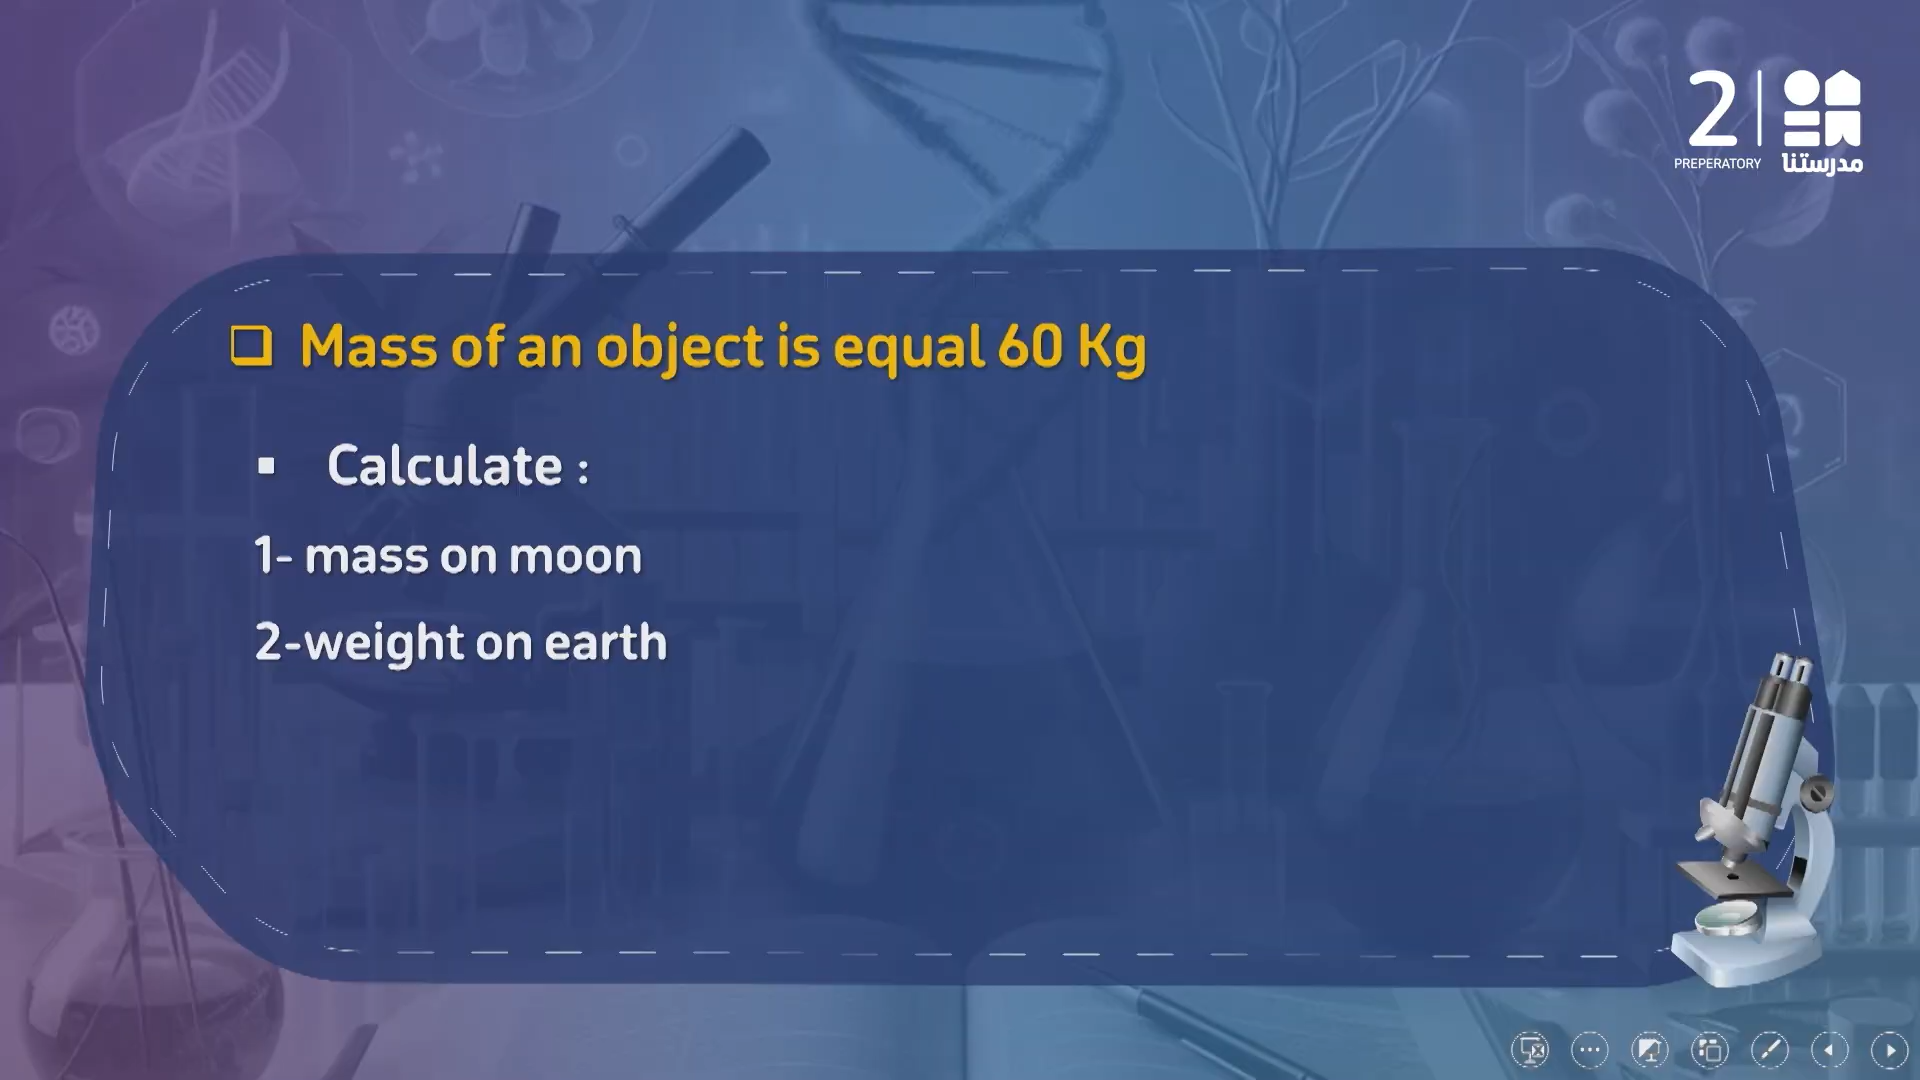 2
PREPERATORY
مدرستنا
Mass of an object is equal 60 Kg
Calculate :
1- mass on moon
2-weight on earth